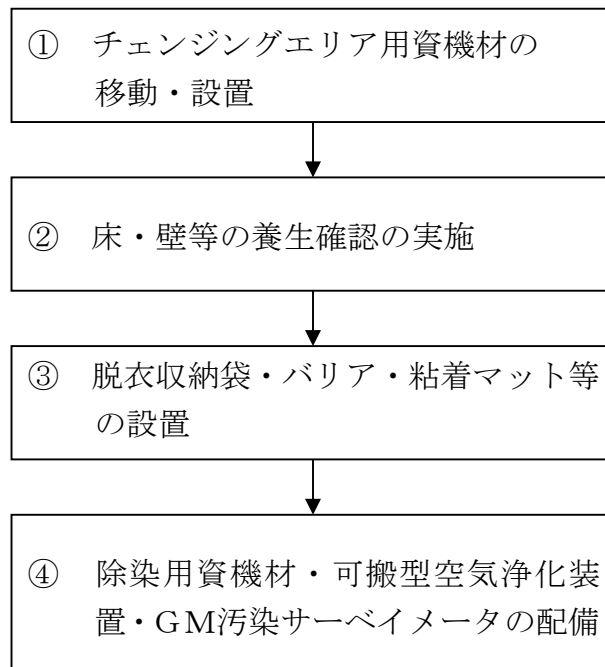 ① チェンジングエリア用資機材の
移動・設置
② 床・壁等の養生確認の実施
③ 脱衣収納袋・バリア・粘着マット等
の設置
④ 除染用資機材・可搬型空気浄化装
置・GM汚染サーベイメータの配備